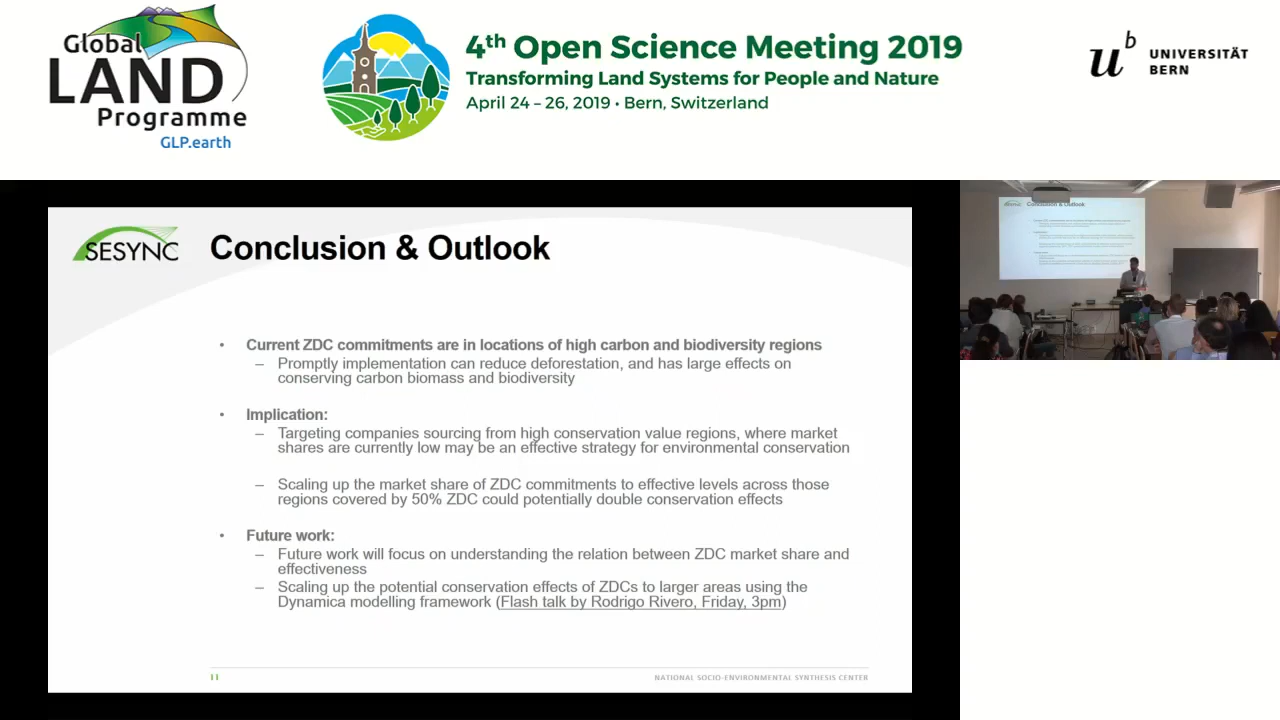 Global
LAND
Programme
GLP.earth
4th Open Science Meeting 2019
Transforming Land Systems for People and Nature
April 24 – 26, 2019 • Bern, Switzerland
u b
UNIVERSITÄT
BERN
SESYNC
Conclusion & Outlook
• Current ZDC commitments are in locations of high carbon and biodiversity regions
– Promptly implementation can reduce deforestation, and has large effects on
conserving carbon biomass and biodiversity
• Implication:
– Targeting companies sourcing from high conservation value regions, where market
shares are currently low may be an effective strategy for environmental conservation
– Scaling up the market share of ZDC commitments to effective levels across those
regions covered by 50% ZDC could potentially double conservation effects
• Future work:
– Future work will focus on understanding the relation between ZDC market share and
effectiveness
– Scaling up the potential conservation effects of ZDCs to larger areas using the
Dynamica modelling framework (Flash talk by Rodrigo Rivero, Friday, 3pm)
11
NATIONAL SOCIO-ENVIRONMENTAL SYNTHESIS CENTER
SESYNC
Conclusion & Outlook